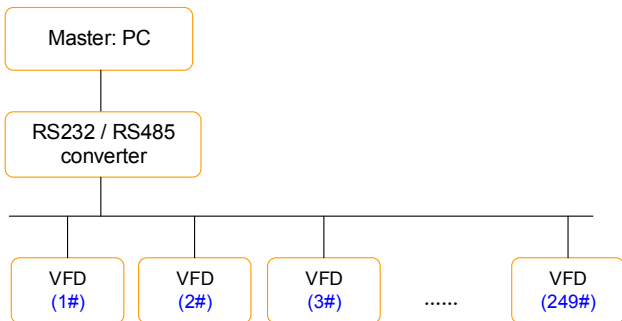 Master: PC
RS232 / RS485
converter
VFD
(1#)
VFD
(2#)
VFD
(3#)
......
VFD
(249#)